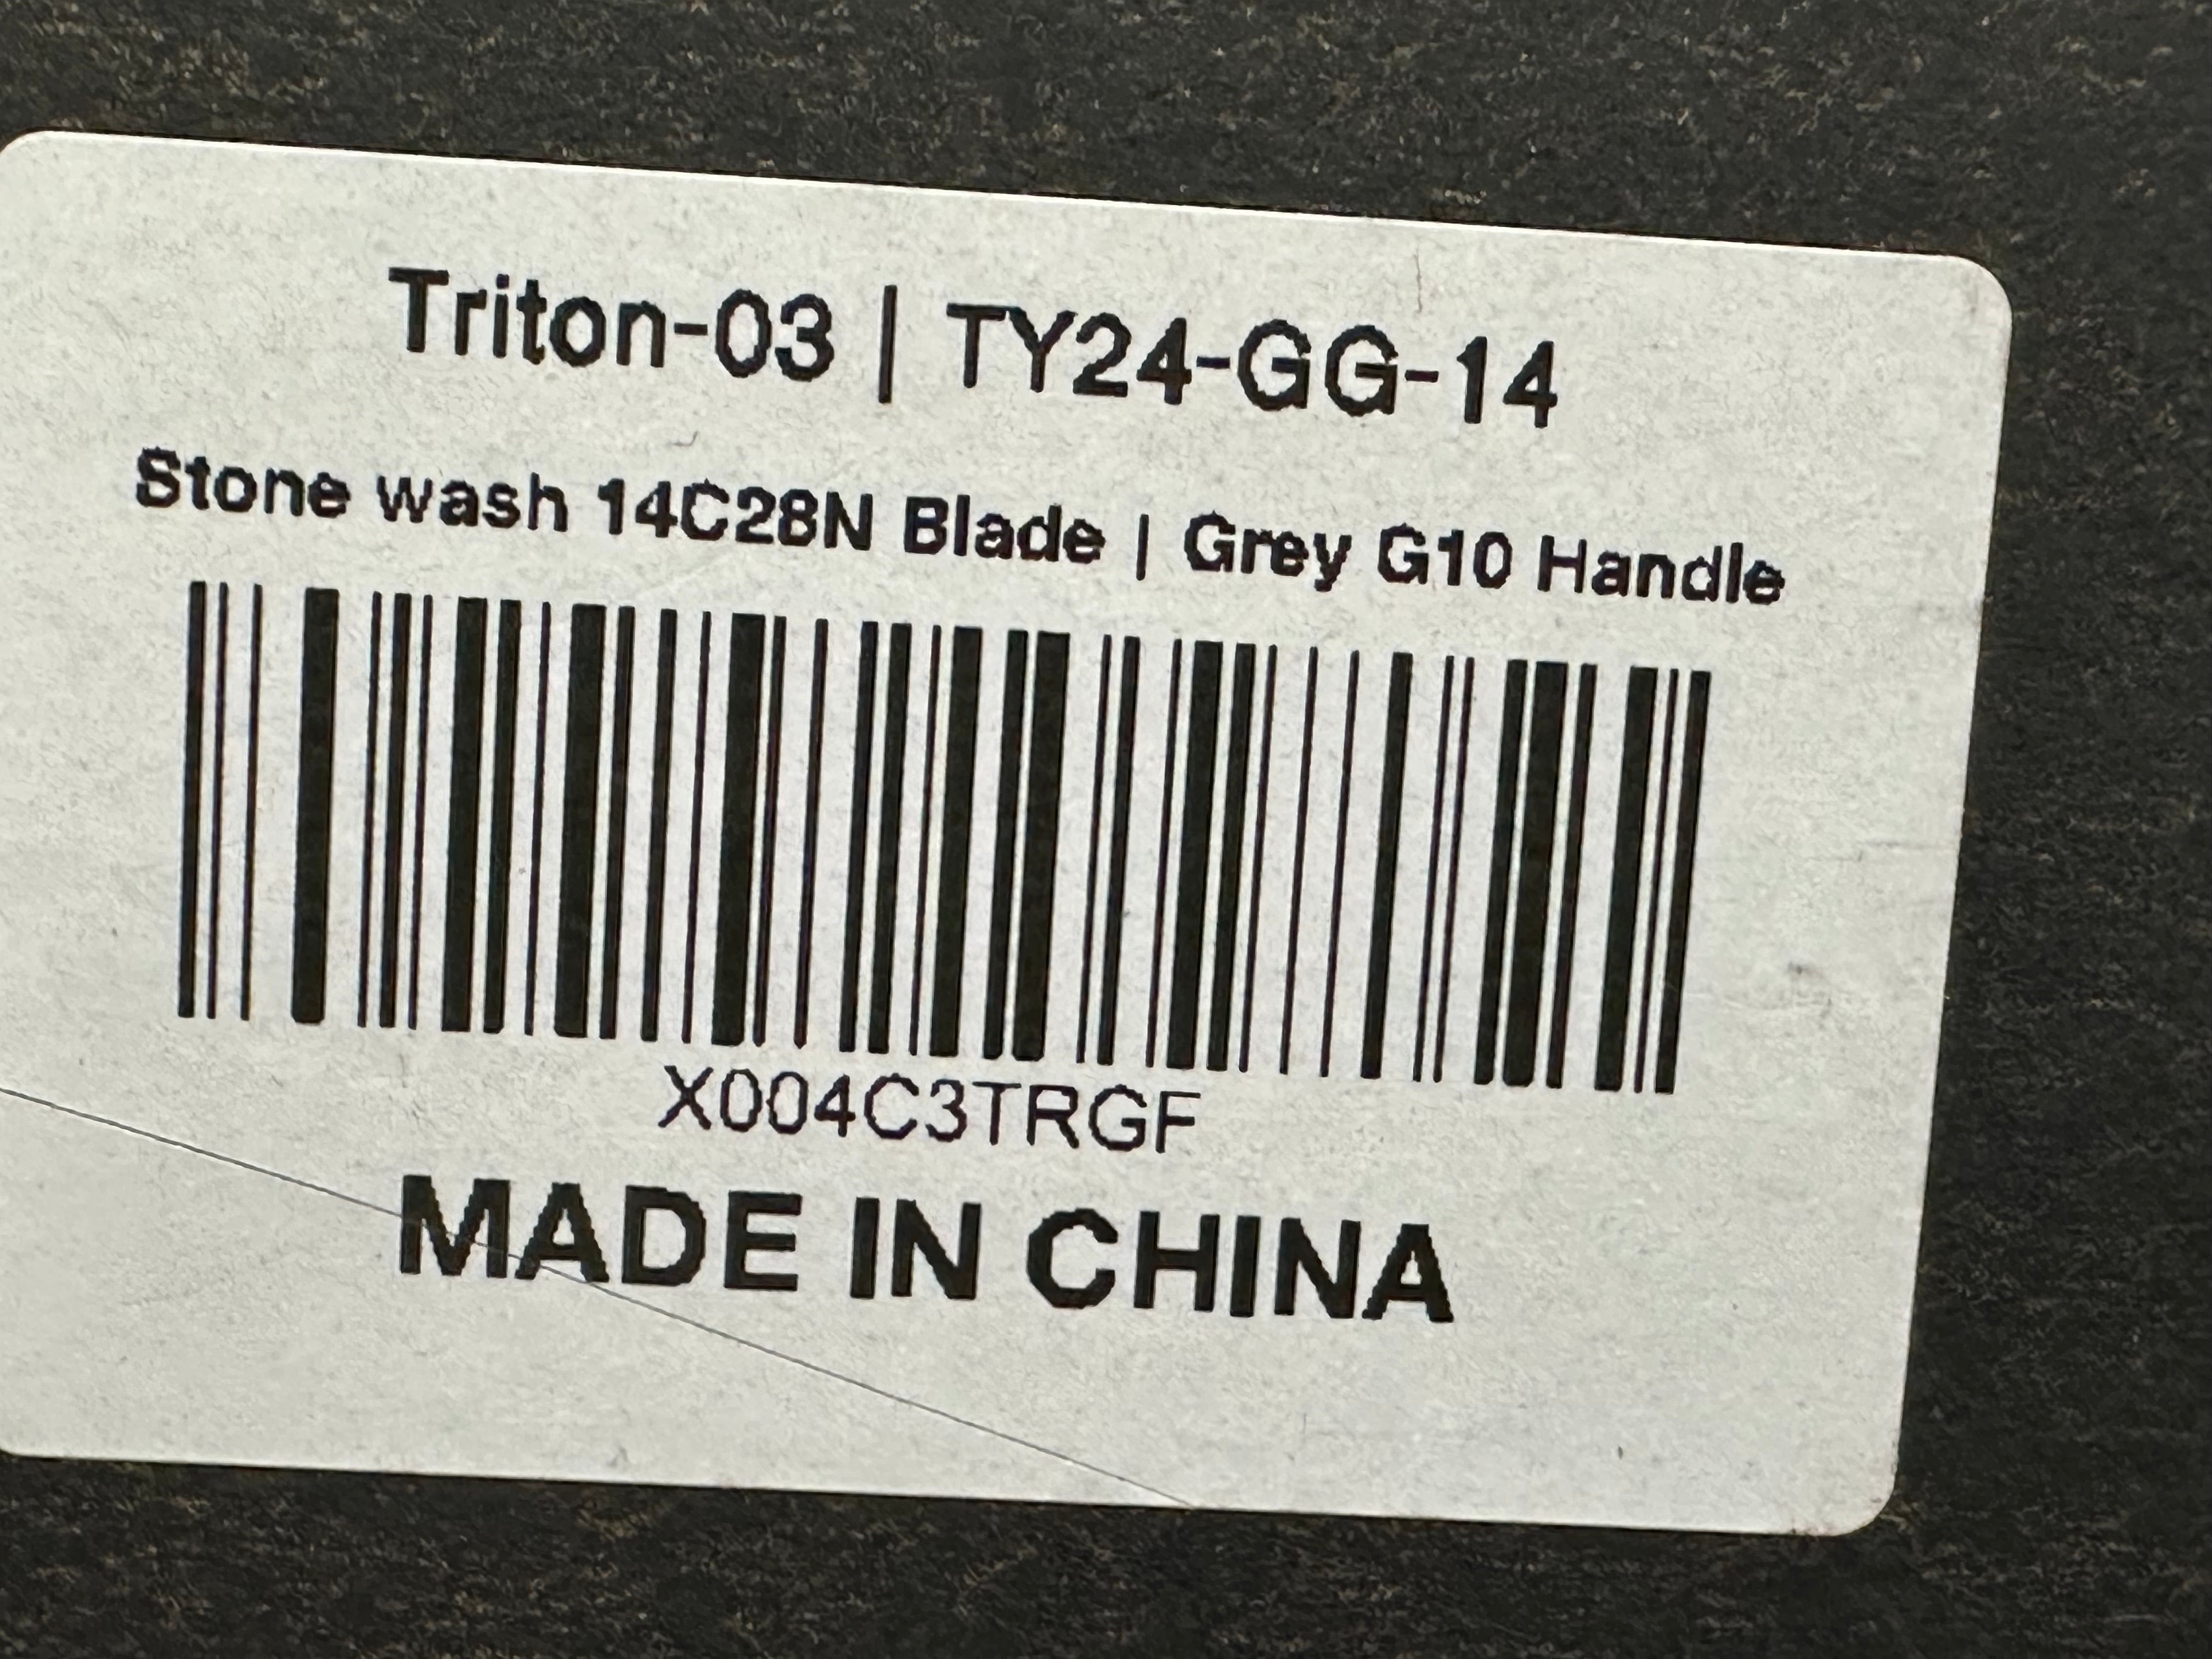 Triton-03 | TY24-GG-14
Stone wash 14C28N Blade | Grey G10 Handle
X004C3TRGF
MADE IN CHINA